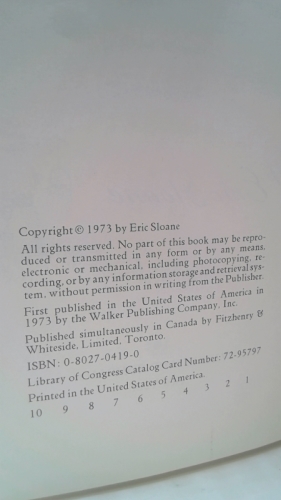 Copyright © 1973 by Eric Sloane
All rights reserved. No part of this book may be repro-
duced or transmitted in any form or by any means,
electronic or mechanical, including photocopying, re-
cording, or by any information storage and retrieval sys-
tem, without permission in writing from the Publisher.
First published in the United States of America in
1973 by the Walker Publishing Company, Inc.
Published simultaneously in Canada by Fitzhenry &
Whiteside, Limited, Toronto.
ISBN: 0-8027-0419-0
Library of Congress Catalog Card Number: 72-95797
Printed in the United States of America.
10 9 8 7 6 5 4 3 2 1